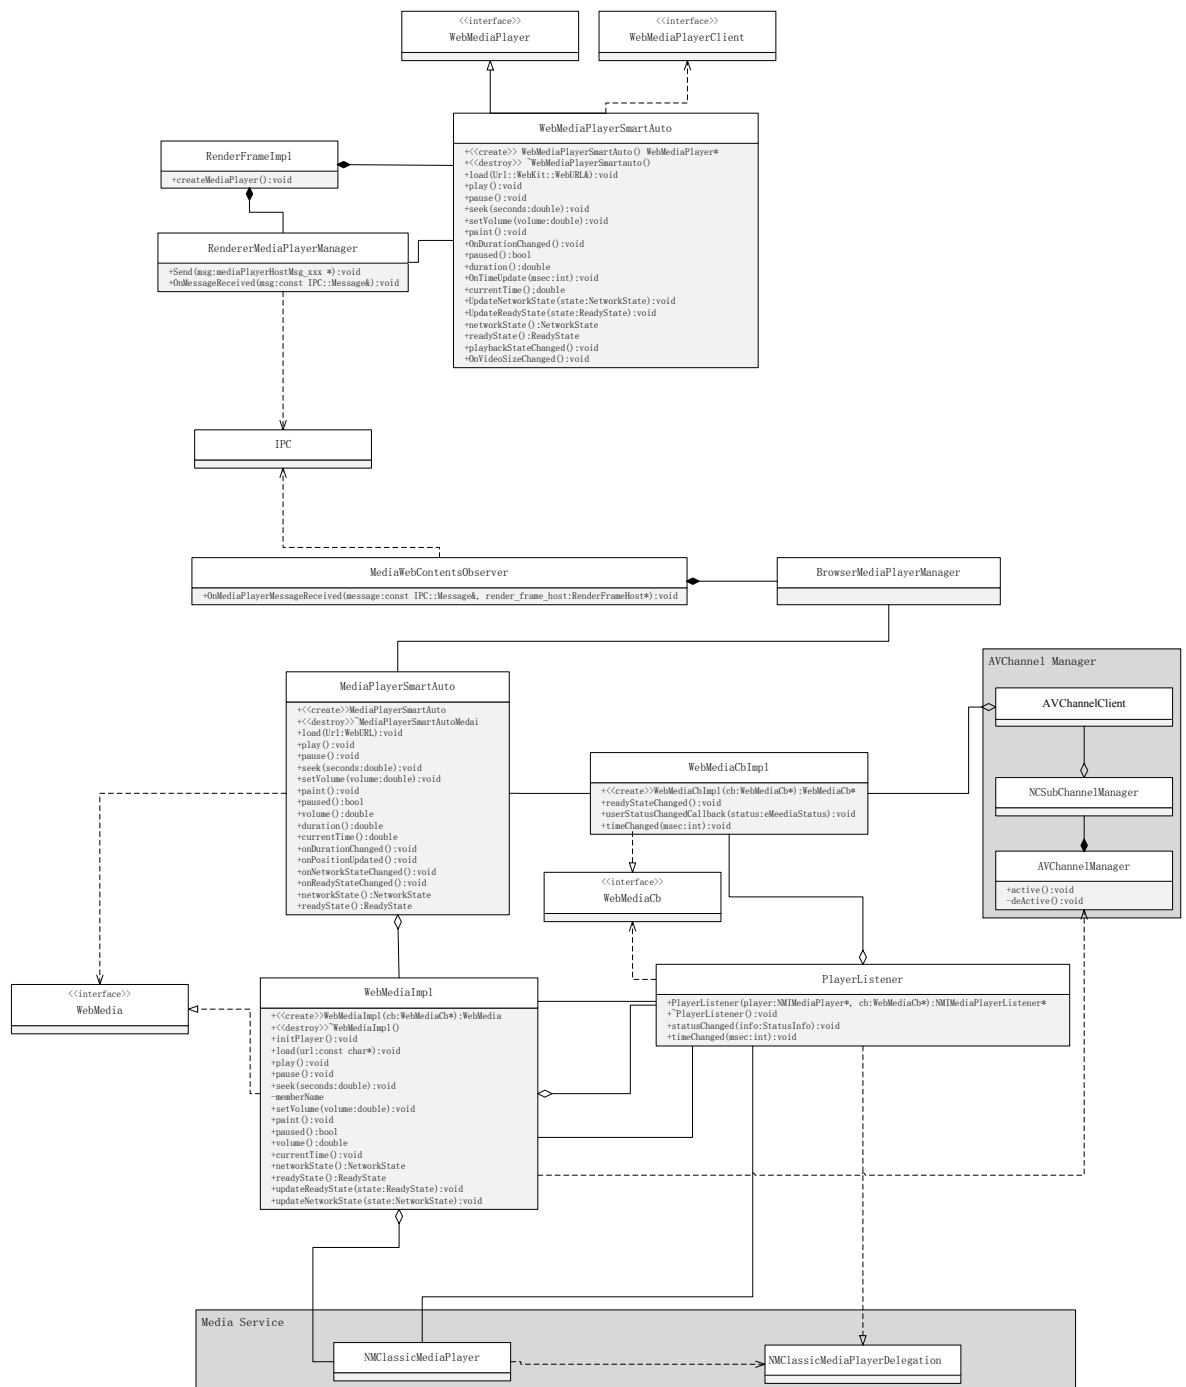 <<interface>>
WebMediaPlayer
<<interface>>
WebMediaPlayerClient
WebMediaPlayerSmartAuto
+<<create>> WebMediaPlayerSmartAuto() WebMediaPlayer*
+<<destroy>> ~WebMediaPlayerSmartauto()
+load(Url::WebKit::WebURL&):void
+play():void
+pause():void
+seek(seconds:double):void
+setVolume(volume:double):void
+paint():void
+OnDurationChanged():void
+paused():bool
+duration():double
+OnTimeUpdate(msec:int):void
+currentTime();double
+UpdateNetworkState(state:NetworkState):void
+UpdateReadyState(state:ReadyState):void
+networkState():NetworkState
+readyState():ReadyState
+playbackStateChanged():void
+OnVideoSizeChanged():void
RenderFrameImpl
+createMediaPlayer():void
RendererMediaPlayerManager
+Send(msg:mediaPlayerHostMsg_xxx *):void
+OnMessageReceived(msg:const IPC::Message&):void
IPC
MediaWebContentsObserver
+OnMediaPlayerMessageReceived(message:const IPC::Message&, render_frame_host:RenderFrameHost*):void
BrowserMediaPlayerManager
MediaPlayerSmartAuto
+<<create>>MediaPlayerSmartAuto
+<<destroy>>~MediaPlayerSmartAutoMedai
+load(Url:WebURL):void
+play():void
+pause():void
+seek(seconds:double):void
+setVolume(volume:double):void
+paint():void
+paused():bool
+volume():double
+duration():double
+currentTime():double
+onDurationChanged():void
+onPositionUpdated():void
+onNetworkStateChanged():void
+onReadyStateChanged():void
+networkState():NetworkState
+readyState():ReadyState
WebMediaCbImpl
+<<create>>WebMediaCbImpl(cb:WebMediaCb*):WebMediaCb*
+readyStateChanged():void
+userStatusChangedCallback(status:eMeediaStatus):void
+timeChanged(msec:int):void
AVChannel Manager
AVChannelClient
NCSubChannelManager
AVChannelManager
+active():void
-deActive():void
<<interface>>
WebMediaCb
<<interface>>
WebMedia
WebMediaImpl
+<<create>>WebMediaImpl(cb:WebMediaCb*):WebMedia
+<<destroy>>~WebMediaImpl()
+initPlayer():void
+load(url:const char*):void
+play():void
+pause():void
+seek(seconds:double):void
-memberName
+setVolume(volume:double):void
+paint():void
+paused():bool
+volume():double
+currentTime():void
+networkState():NetworkState
+readyState():ReadyState
+updateReadyState(state:ReadyState):void
+updateNetworkState(state:NetworkState):void
PlayerListener
+PlayerListener(player:NMIMediaPlayer*, cb:WebMediaCb*):NMIMediaPlayerListener*
+~PlayerListener():void
+statusChanged(info:StatusInfo):void
+timeChanged(msec:int):void
Media Service
NMClassicMediaPlayer
NMClassicMediaPlayerDelegation